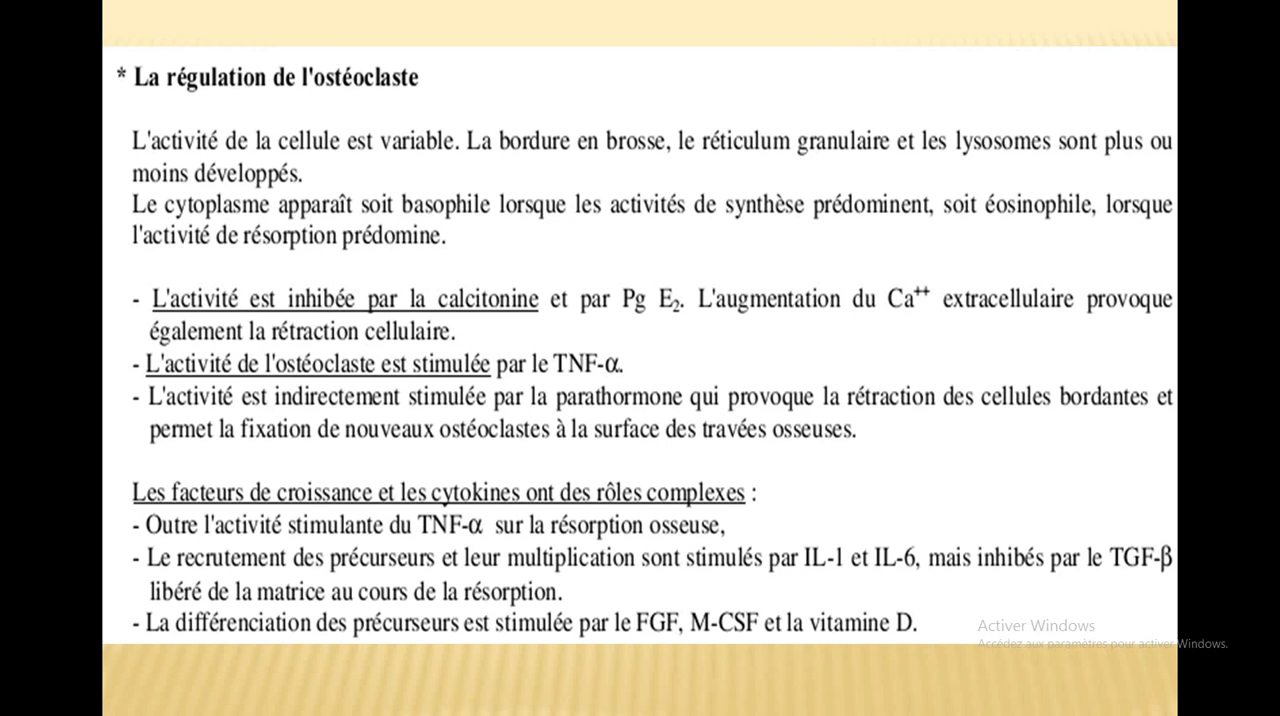 * La régulation de l'ostéoclaste
L'activité de la cellule est variable. La bordure en brosse, le réticulum granulaire et les lysosomes sont plus ou
moins développés.
Le cytoplasme apparaît soit basophile lorsque les activités de synthèse prédominent, soit éosinophile, lorsque
l'activité de résorption prédomine.
- L'activité est inhibée par la calcitonine et par Pg E₂. L'augmentation du Ca⁺⁺ extracellulaire provoque
également la rétraction cellulaire.
- L'activité de l'ostéoclaste est stimulée par le TNF-α.
- L'activité est indirectement stimulée par la parathormone qui provoque la rétraction des cellules bordantes et
permet la fixation de nouveaux ostéoclastes à la surface des travées osseuses.
Les facteurs de croissance et les cytokines ont des rôles complexes :
- Outre l'activité stimulante du TNF-α sur la résorption osseuse,
- Le recrutement des précurseurs et leur multiplication sont stimulés par IL-1 et IL-6, mais inhibés par le TGF-β
libéré de la matrice au cours de la résorption.
- La différenciation des précurseurs est stimulée par le FGF, M-CSF et la vitamine D.
Activer Windows
Accédez aux paramètres pour activer Windows.